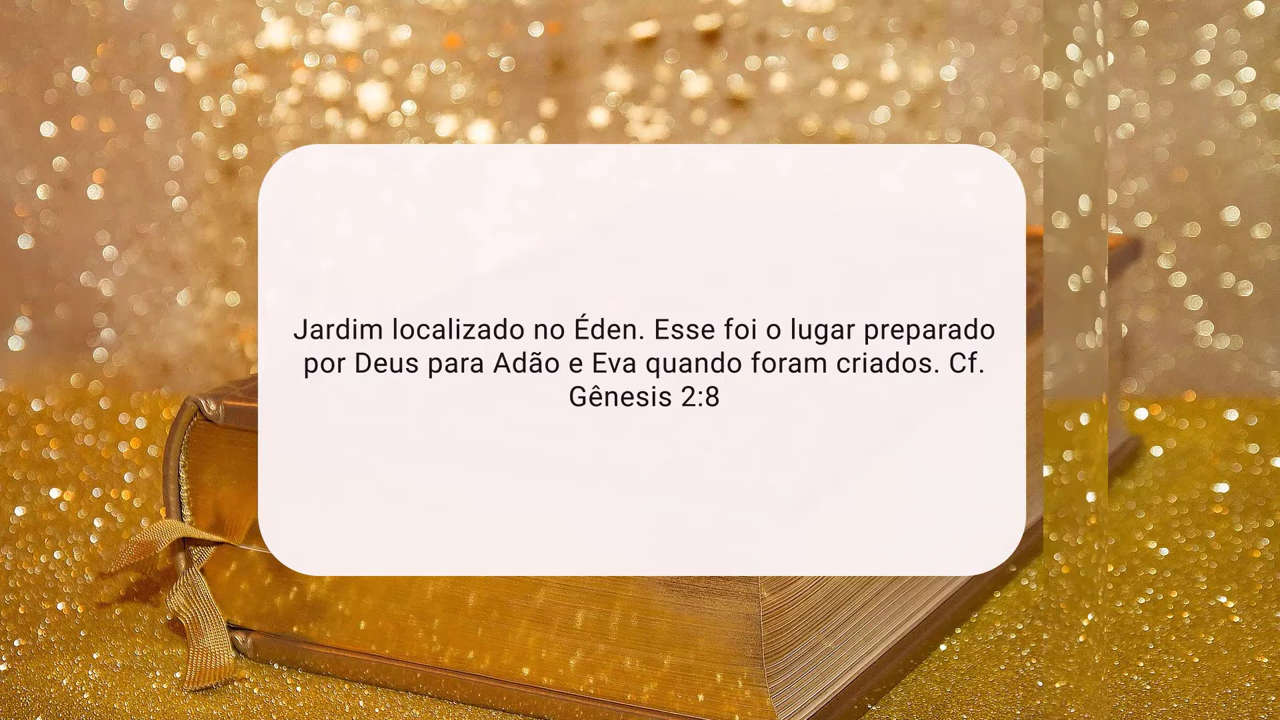 Jardim localizado no Éden. Esse foi o lugar preparado
por Deus para Adão e Eva quando foram criados. Cf.
Gênesis 2:8